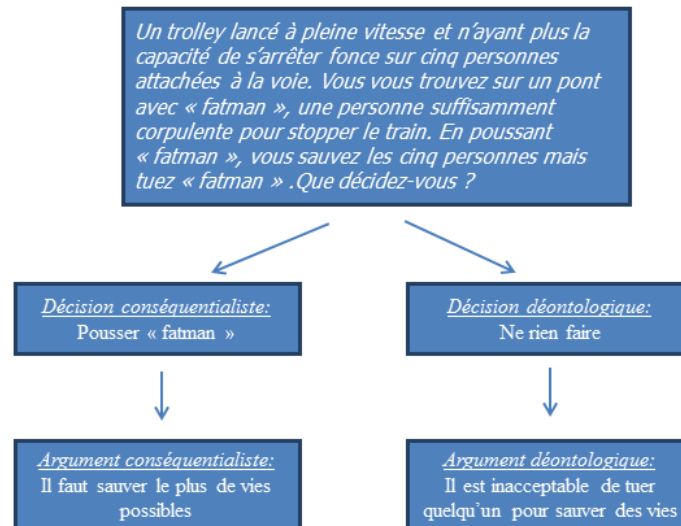 Un trolley lancé à pleine vitesse et n'ayant plus la
capacité de s'arrêter fonce sur cinq personnes
attachées à la voie. Vous vous trouvez sur un pont
avec « fatman », une personne suffisamment
corpulente pour stopper le train. En poussant
« fatman », vous sauvez les cinq personnes mais
tuez « fatman » .Que décidez-vous ?
Décision conséquentialiste:
Pousser « fatman »
Décision déontologique:
Ne rien faire
Argument conséquentialiste:
Il faut sauver le plus de vies
possibles
Argument déontologique:
Il est inacceptable de tuer
quelqu'un pour sauver des vies